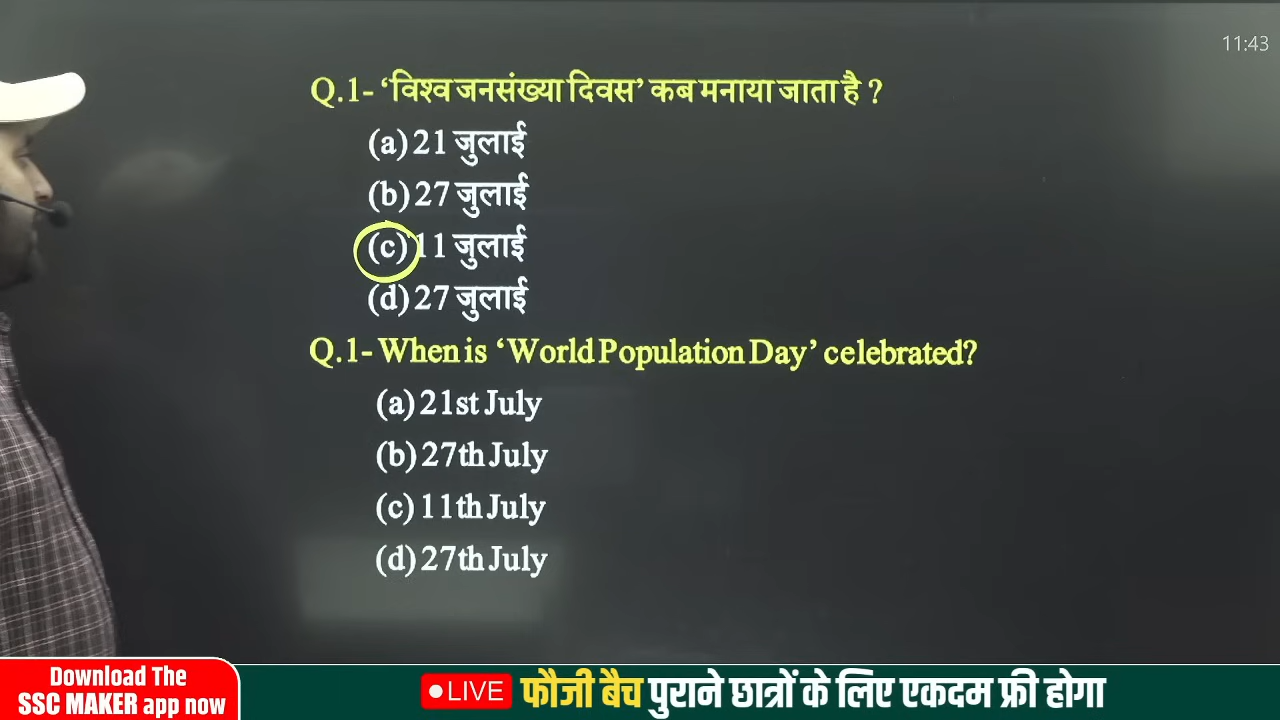 11:43
Q.1- ‘विश्व जनसंख्या दिवस’ कब मनाया जाता है ?
(a) 21 जुलाई
(b) 27 जुलाई
(c) 11 जुलाई
(d) 27 जुलाई
Q.1- When is ‘World Population Day’ celebrated?
(a) 21st July
(b) 27th July
(c) 11th July
(d) 27th July
Download The
SSC MAKER app now
LIVE फौजी बैच पुराने छात्रों के लिए एकदम फ्री होगा